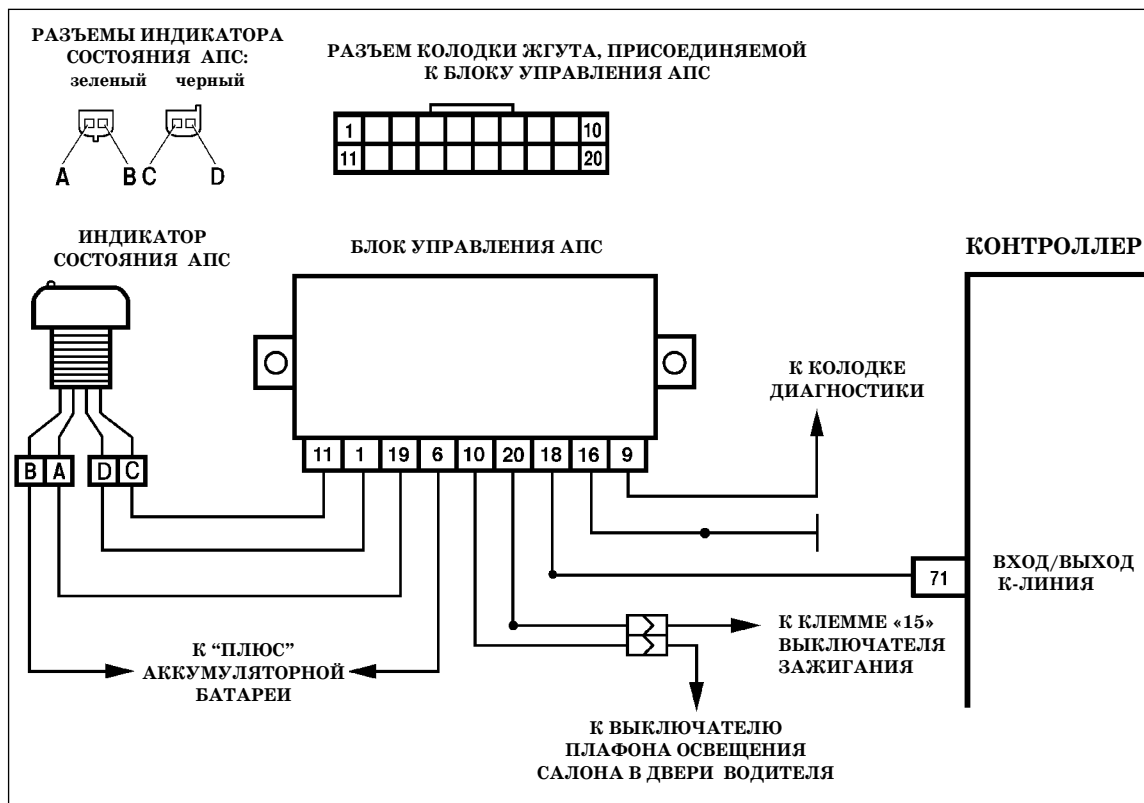 РАЗЪЕМЫ ИНДИКАТОРА
СОСТОЯНИЯ АПС:
зеленый черный
A B C D
РАЗЪЕМ КОЛОДКИ ЖГУТА, ПРИСОЕДИНЯЕМОЙ
К БЛОКУ УПРАВЛЕНИЯ АПС
1 10
11 20
ИНДИКАТОР
СОСТОЯНИЯ АПС
БЛОК УПРАВЛЕНИЯ АПС
КОНТРОЛЛЕР
К КОЛОДКЕ
ДИАГНОСТИКИ
B A D C
11 1 19 6 10 20 18 16 9
71
ВХОД/ВЫХОД
К-ЛИНИЯ
К КЛЕММЕ «15»
ВЫКЛЮЧАТЕЛЯ
ЗАЖИГАНИЯ
К “ПЛЮС”
АККУМУЛЯТОРНОЙ
БАТАРЕИ
К ВЫКЛЮЧАТЕЛЮ
ПЛАФОНА ОСВЕЩЕНИЯ
САЛОНА В ДВЕРИ ВОДИТЕЛЯ